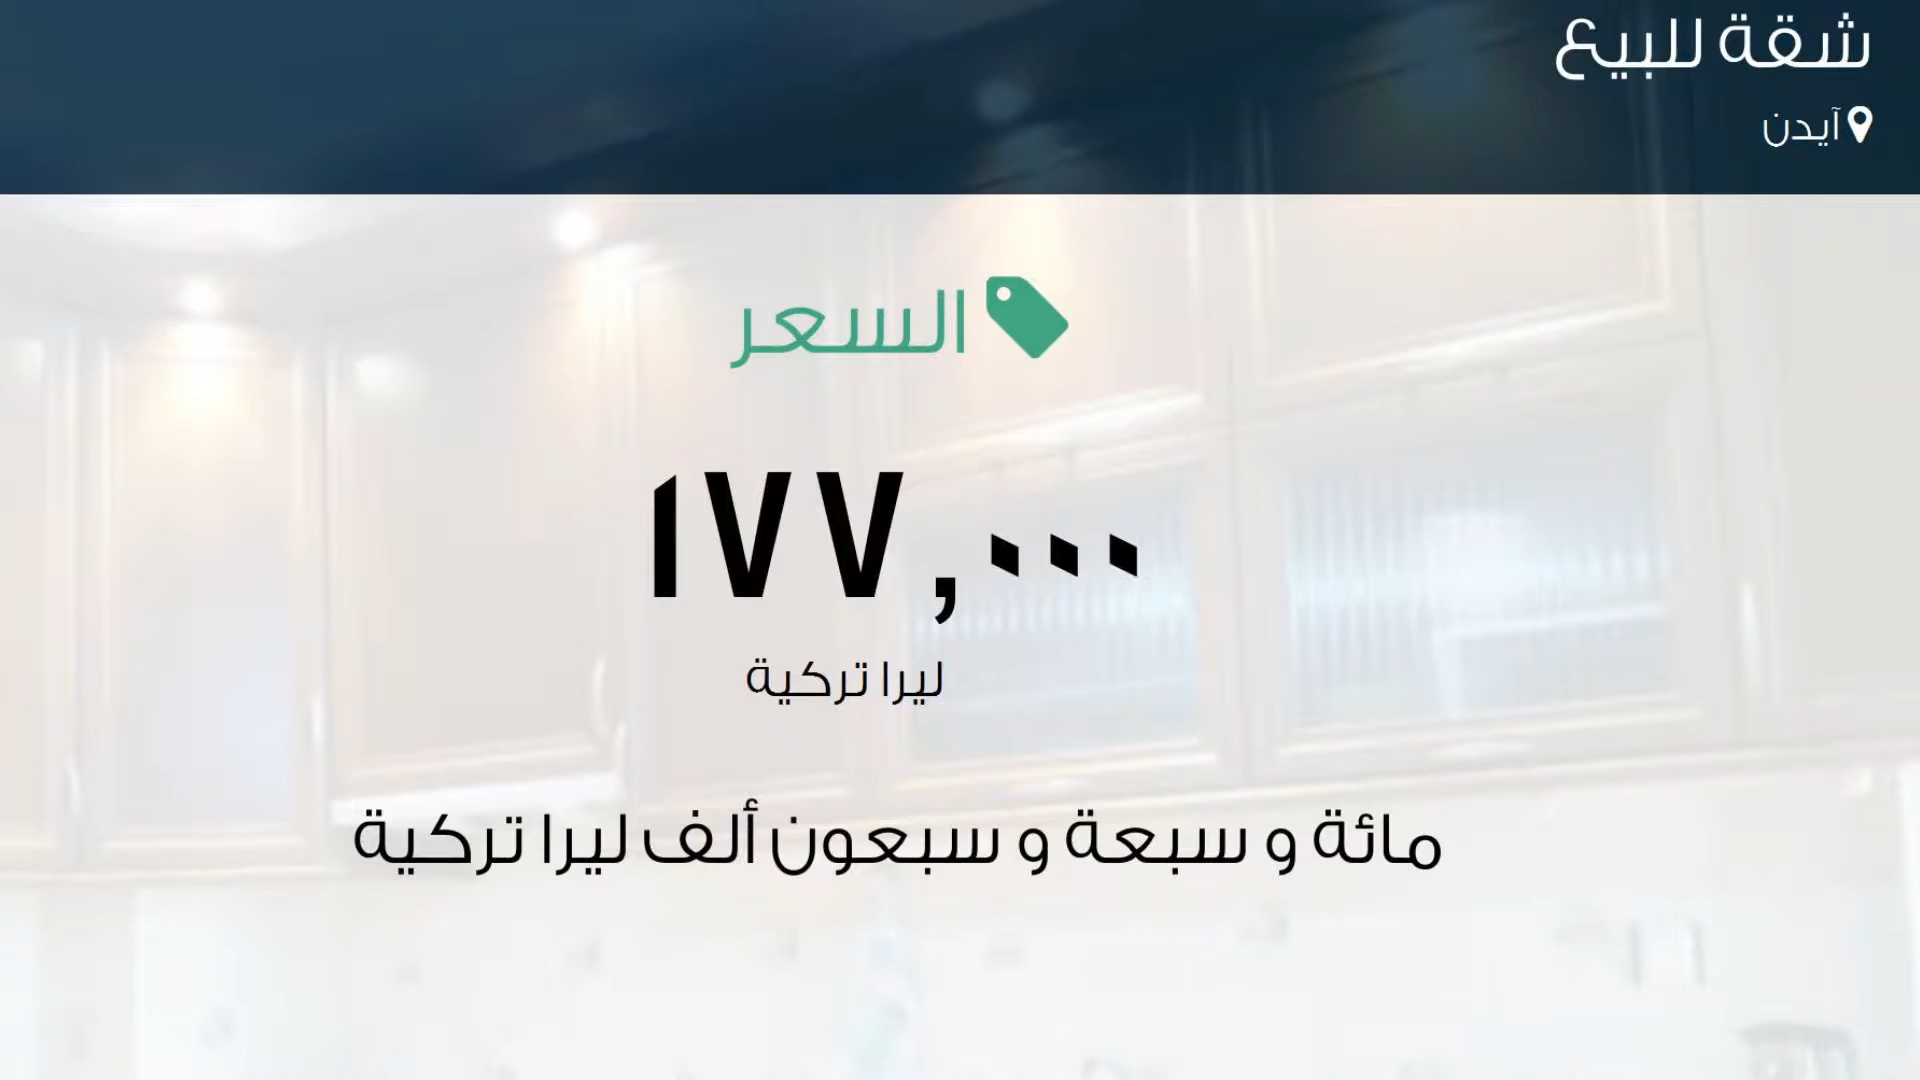 شقة للبيع
آيدن
السعر
١٧٧,٠٠٠
ليرا تركية
مائة و سبعة و سبعون ألف ليرا تركية